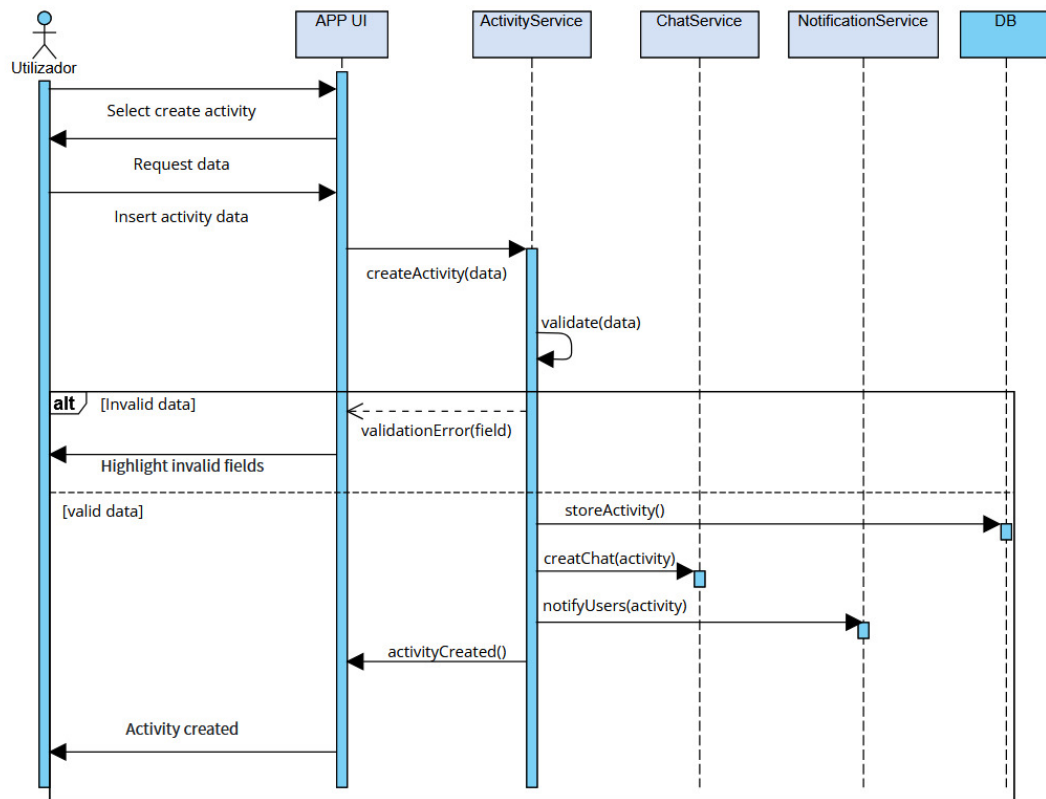 APP UI
ActivityService
ChatService
NotificationService
DB
Utilizador
Select create activity
Request data
Insert activity data
createActivity(data)
validate(data)
alt
[Invalid data]
validationError(field)
Highlight invalid fields
[valid data]
storeActivity()
creatChat(activity)
notifyUsers(activity)
activityCreated()
Activity created